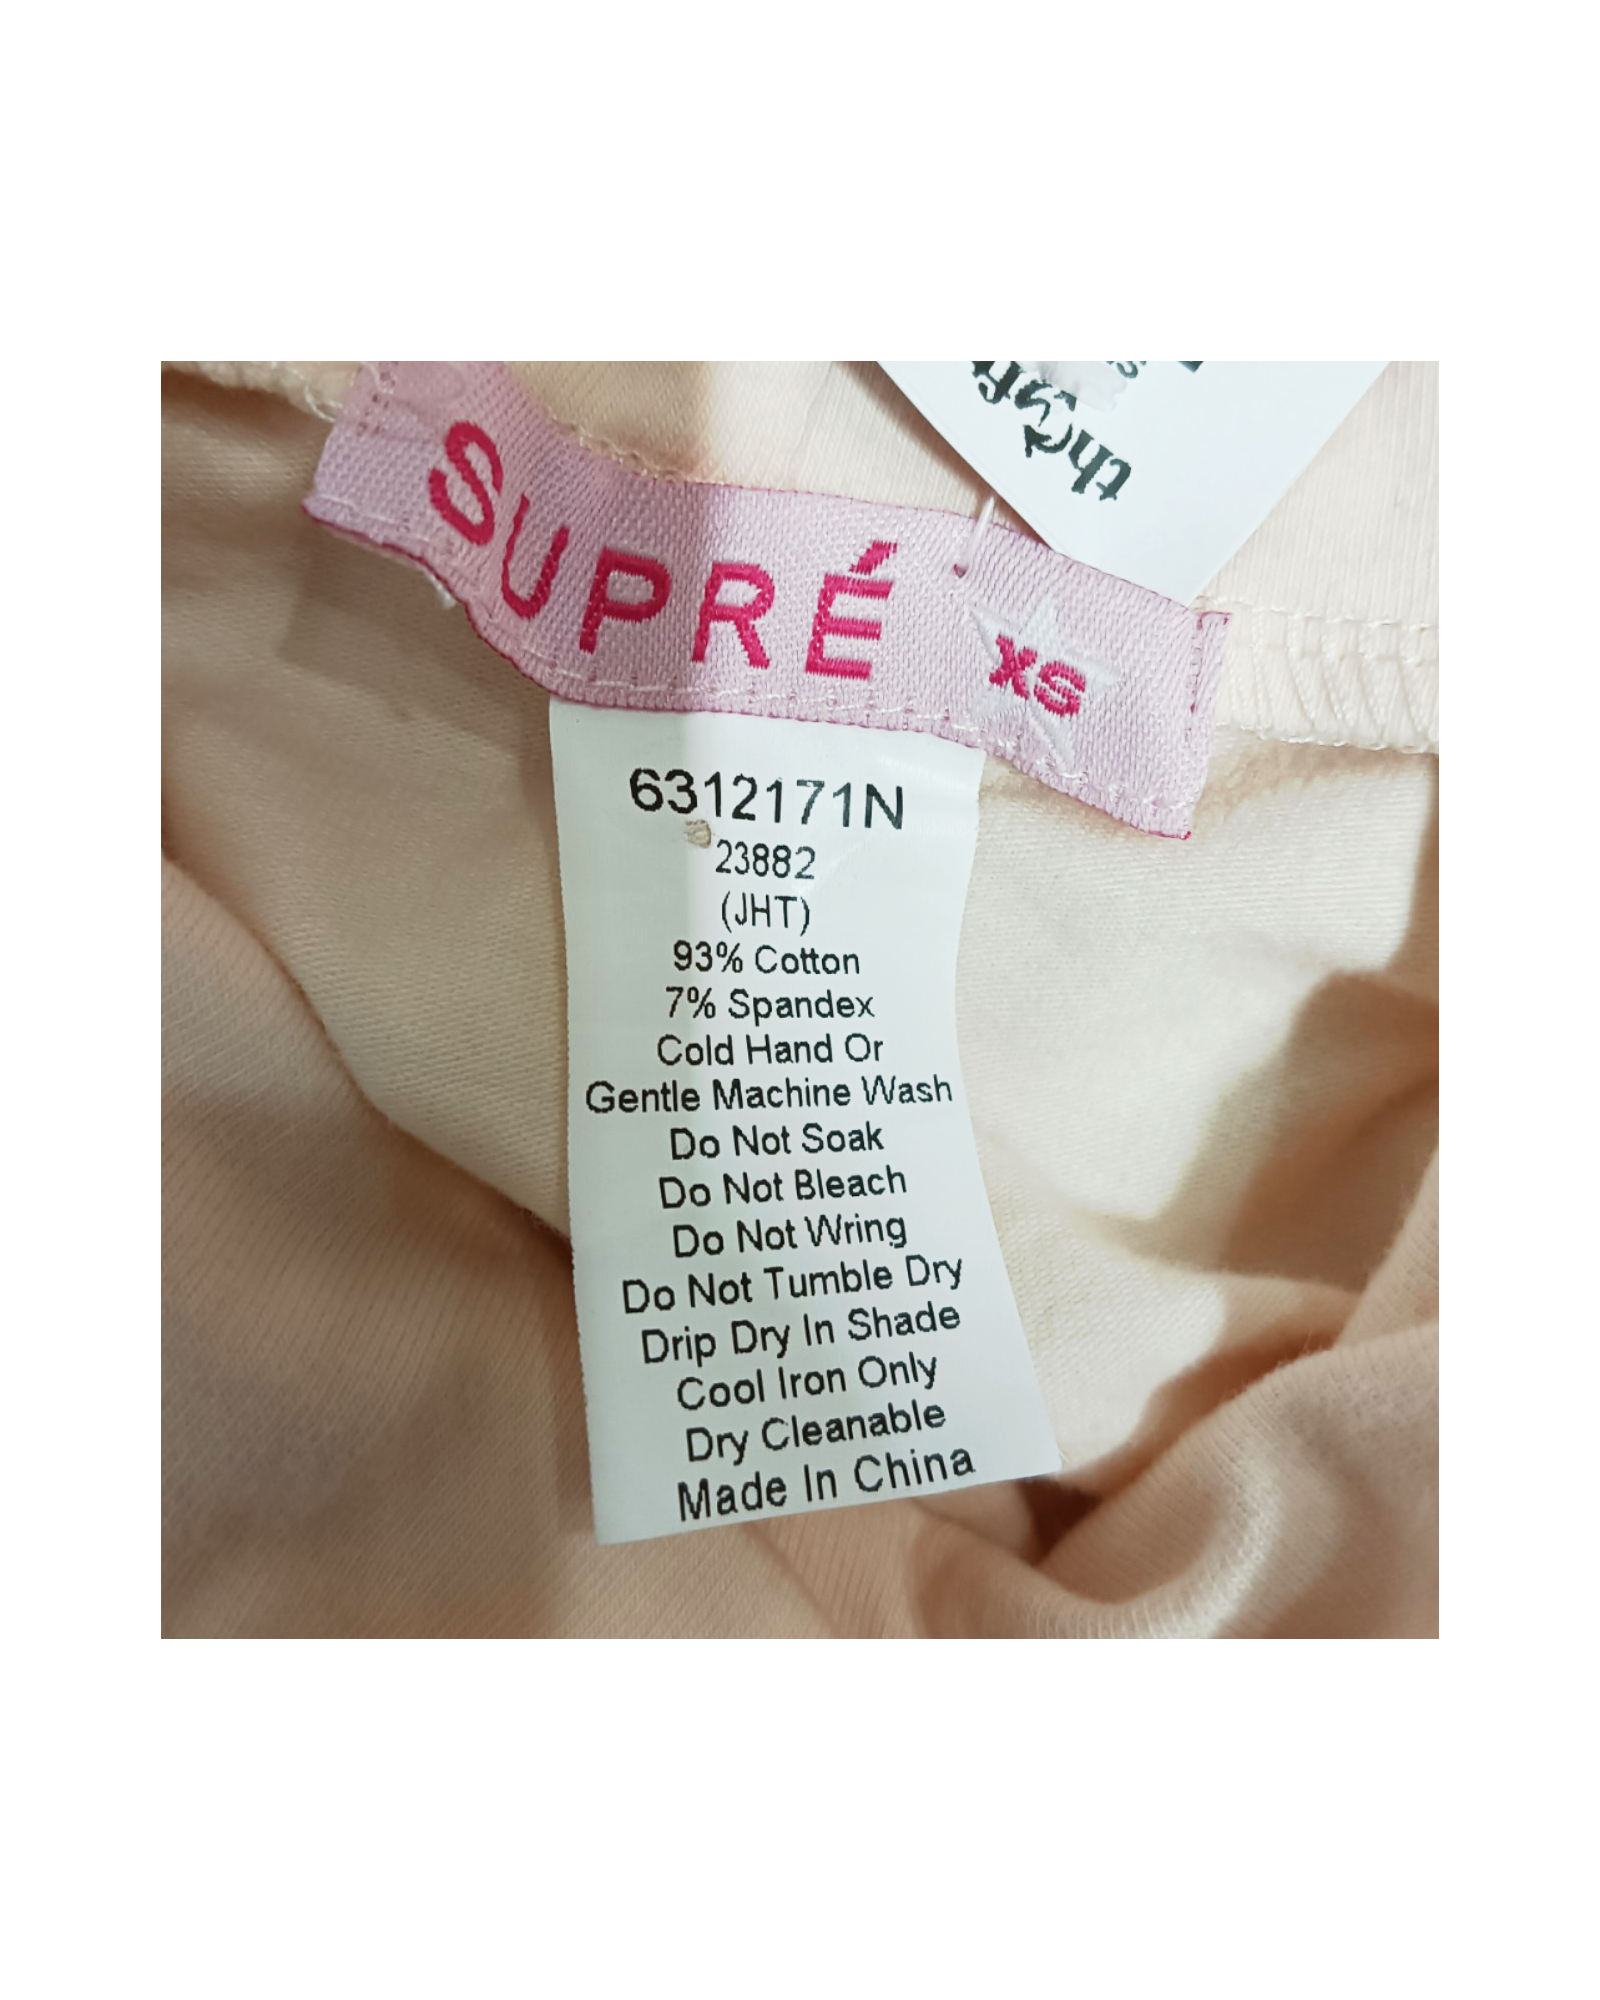 SUPRÉ
XS
6312171N
23882
(JHT)
93% Cotton
7% Spandex
Cold Hand Or
Gentle Machine Wash
Do Not Soak
Do Not Bleach
Do Not Wring
Do Not Tumble Dry
Drip Dry In Shade
Cool Iron Only
Dry Cleanable
Made In China